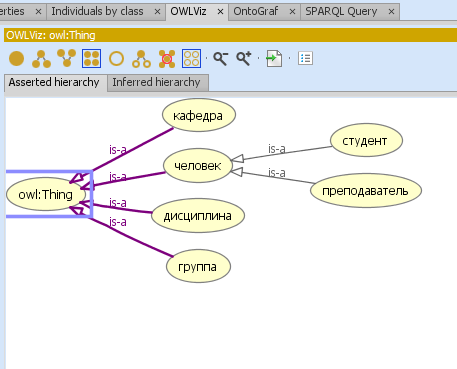 erties × Individuals by class × OWLViz × OntoGraf × SPARQL Query ×
OWLViz: owl:Thing
Asserted hierarchy Inferred hierarchy
кафедра
is-a
is-a
студент
человек
is-a
is-a
преподаватель
owl:Thing
is-a
дисциплина
is-a
группа